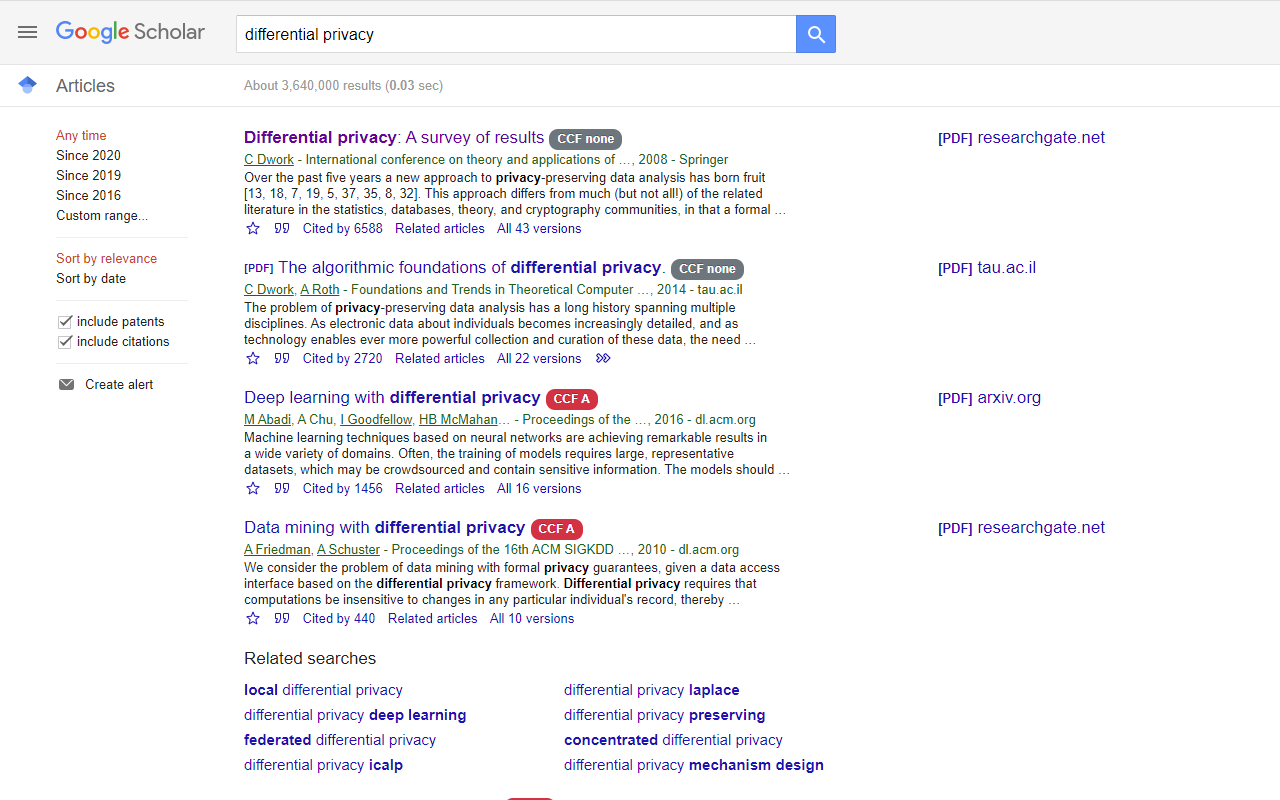 Google Scholar
differential privacy
Articles
About 3,640,000 results (0.03 sec)
Any time
Since 2020
Since 2019
Since 2016
Custom range...
Sort by relevance
Sort by date
include patents
include citations
Create alert
Differential privacy: A survey of results CCF none
[PDF] researchgate.net
C Dwork - International conference on theory and applications of …, 2008 - Springer
Over the past five years a new approach to privacy-preserving data analysis has born fruit
[13, 18, 7, 19, 5, 37, 35, 8, 32]. This approach differs from much (but not all!) of the related
literature in the statistics, databases, theory, and cryptography communities, in that a formal …
Cited by 6588 Related articles All 43 versions
[PDF] The algorithmic foundations of differential privacy. CCF none
[PDF] tau.ac.il
C Dwork, A Roth - Foundations and Trends in Theoretical Computer …, 2014 - tau.ac.il
The problem of privacy-preserving data analysis has a long history spanning multiple
disciplines. As electronic data about individuals becomes increasingly detailed, and as
technology enables ever more powerful collection and curation of these data, the need …
Cited by 2720 Related articles All 22 versions
Deep learning with differential privacy CCF A
[PDF] arxiv.org
M Abadi, A Chu, I Goodfellow, HB McMahan… - Proceedings of the …, 2016 - dl.acm.org
Machine learning techniques based on neural networks are achieving remarkable results in
a wide variety of domains. Often, the training of models requires large, representative
datasets, which may be crowdsourced and contain sensitive information. The models should …
Cited by 1456 Related articles All 16 versions
Data mining with differential privacy CCF A
[PDF] researchgate.net
A Friedman, A Schuster - Proceedings of the 16th ACM SIGKDD …, 2010 - dl.acm.org
We consider the problem of data mining with formal privacy guarantees, given a data access
interface based on the differential privacy framework. Differential privacy requires that
computations be insensitive to changes in any particular individual's record, thereby …
Cited by 440 Related articles All 10 versions
Related searches
local differential privacy
differential privacy laplace
differential privacy deep learning
differential privacy preserving
federated differential privacy
concentrated differential privacy
differential privacy icalp
differential privacy mechanism design